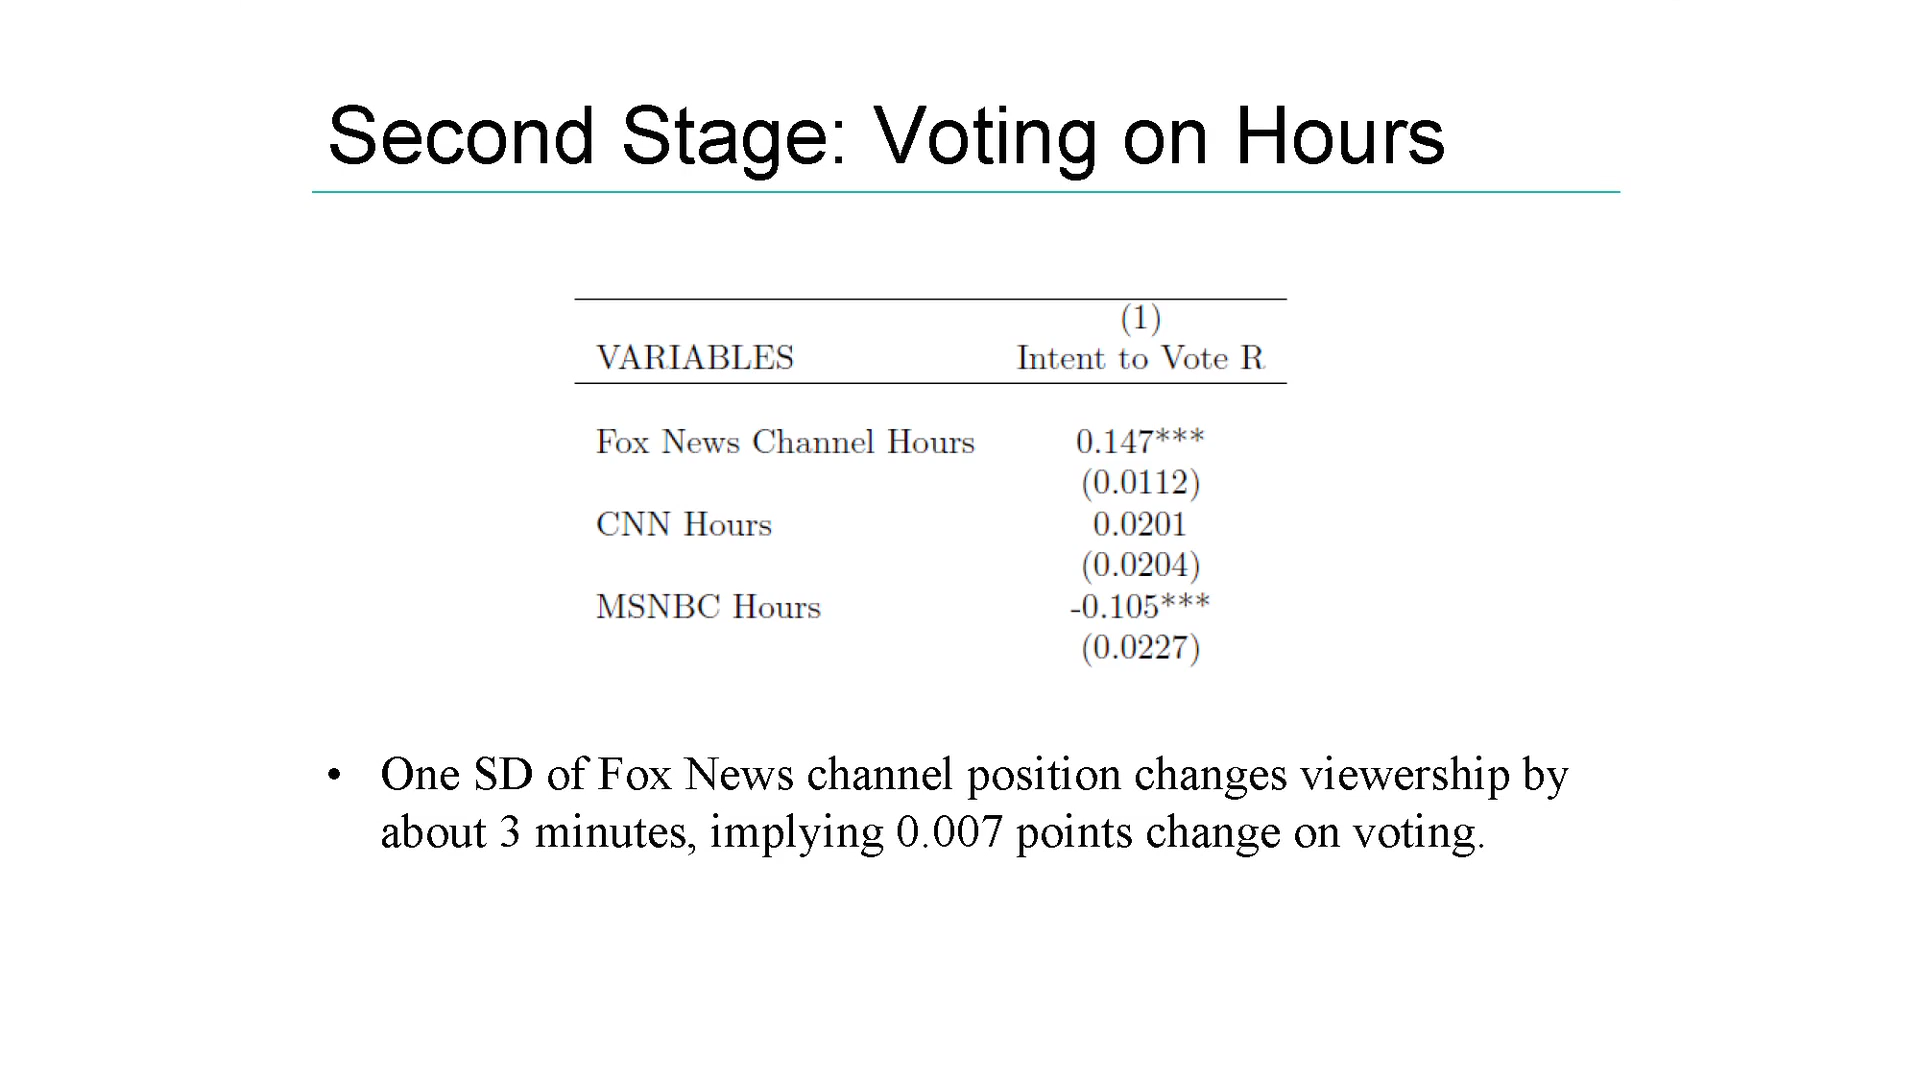 Second Stage: Voting on Hours
(1)
VARIABLES Intent to Vote R
Fox News Channel Hours 0.147***
(0.0112)
CNN Hours 0.0201
(0.0204)
MSNBC Hours -0.105***
(0.0227)
• One SD of Fox News channel position changes viewership by
about 3 minutes, implying 0.007 points change on voting.